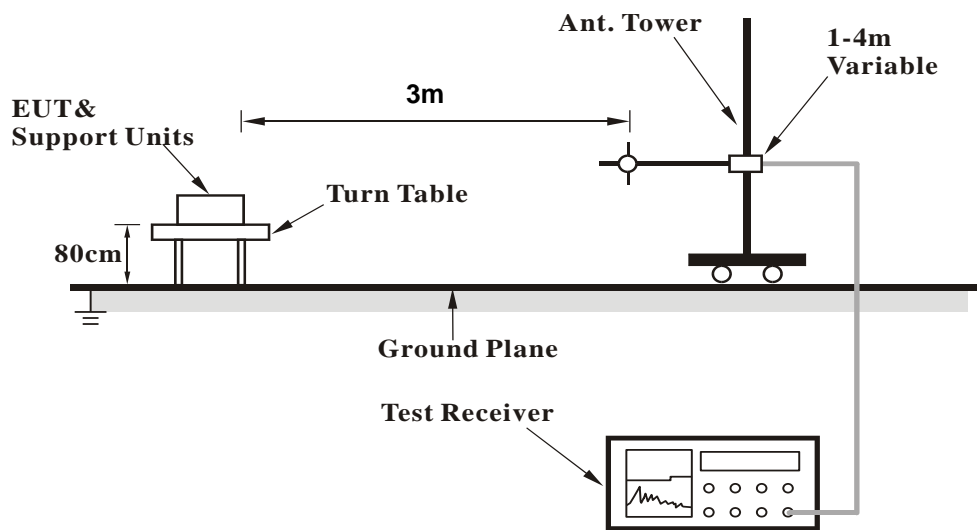 Ant. Tower
1-4m
Variable
3m
EUT&
Support Units
Turn Table
80cm
Ground Plane
Test Receiver